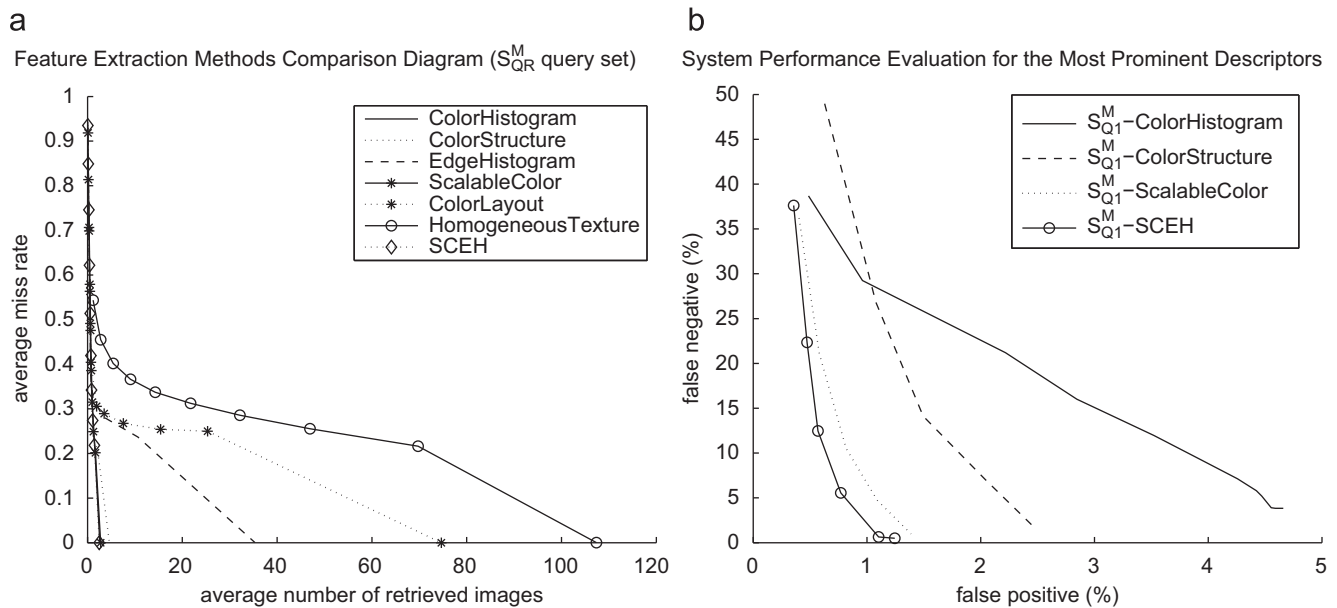 a
Feature Extraction Methods Comparison Diagram (S^M_QR query set)
1
0.9
0.8
0.7
0.6
0.5
0.4
0.3
0.2
0.1
0
average miss rate
ColorHistogram
ColorStructure
EdgeHistogram
ScalableColor
ColorLayout
HomogeneousTexture
SCEH
0 20 40 60 80 100 120
average number of retrieved images
b
System Performance Evaluation for the Most Prominent Descriptors
50
45
40
35
30
25
20
15
10
5
0
false negative (%)
S^M_Q1−ColorHistogram
S^M_Q1−ColorStructure
S^M_Q1−ScalableColor
S^M_Q1−SCEH
0 1 2 3 4 5
false positive (%)